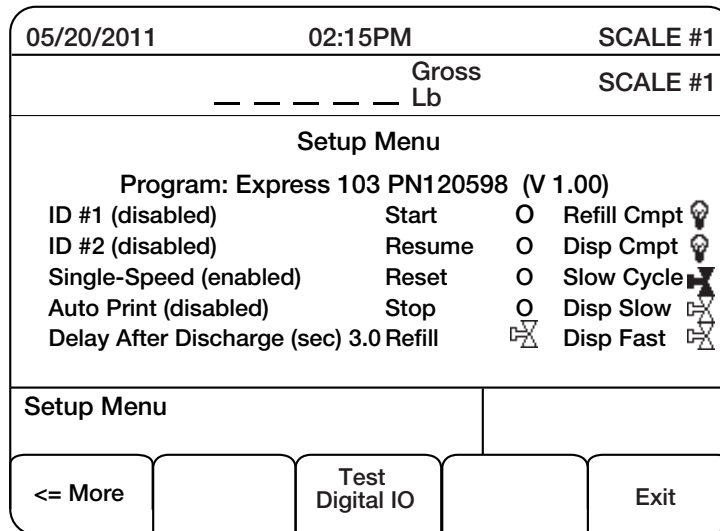 05/20/2011 02:15PM SCALE #1
Gross SCALE #1
_ _ _ _ _ Lb
Setup Menu
Program: Express 103 PN120598 (V 1.00)
ID #1 (disabled) Start O Refill Cmpt
ID #2 (disabled) Resume O Disp Cmpt
Single-Speed (enabled) Reset O Slow Cycle
Auto Print (disabled) Stop O Disp Slow
Delay After Discharge (sec) 3.0 Refill Disp Fast
Setup Menu
<= More Test Digital IO Exit